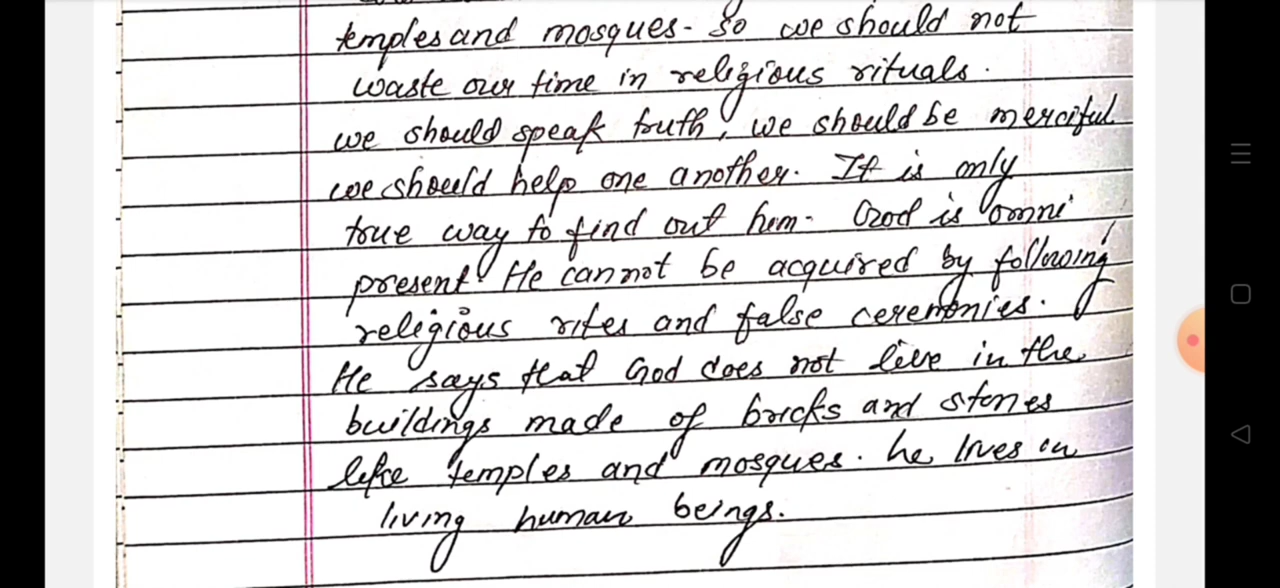 temples and mosques. So we should not
waste our time in religious rituals.
we should speak truth, we should be merciful
we should help one another. It is only
true way to find out him. God is omni
present. He cannot be acquired by following
religious rites and false ceremonies.
He says that God does not live in the
buildings made of bricks and stones
like temples and mosques. he lives in
living human beings.